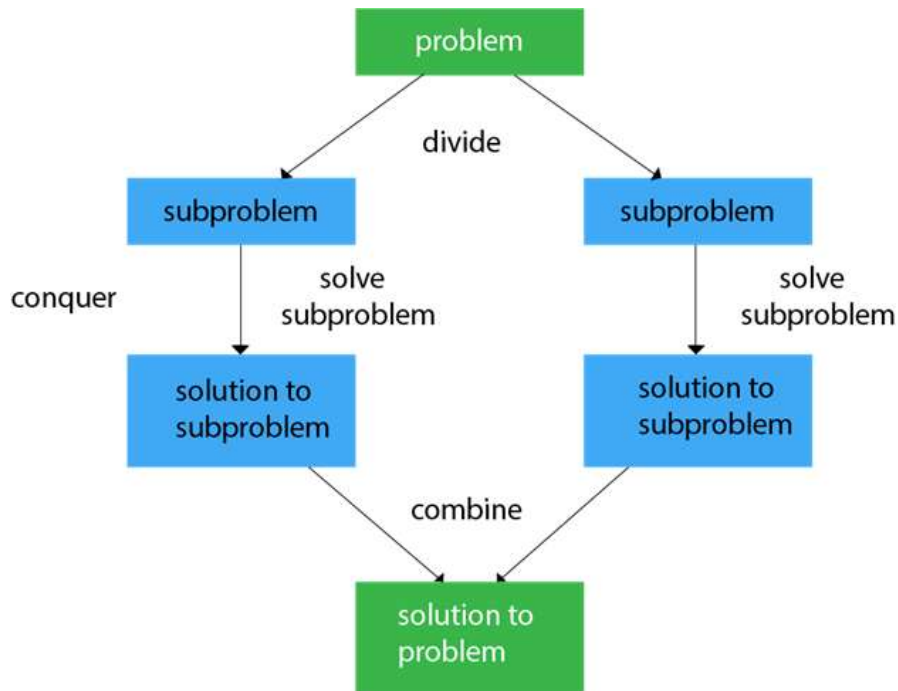 problem
divide
subproblem
subproblem
conquer
solve
subproblem
solve
subproblem
solution to
subproblem
solution to
subproblem
combine
solution to
problem